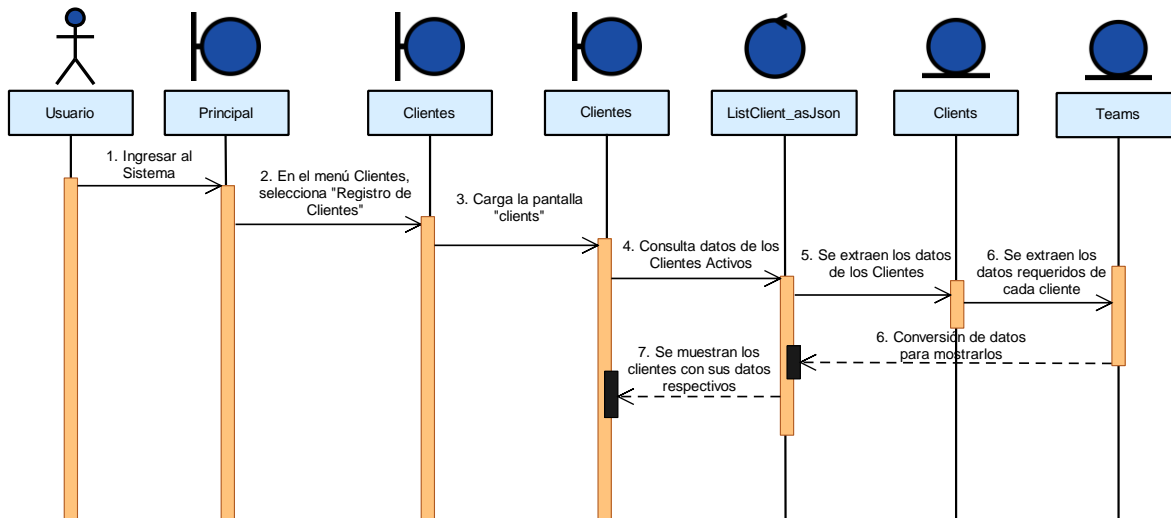 Usuario
Principal
Clientes
Clientes
ListClient_asJson
Clients
Teams
1. Ingresar al
Sistema
2. En el menú Clientes,
selecciona "Registro de
Clientes"
3. Carga la pantalla
"clients"
4. Consulta datos de los
Clientes Activos
5. Se extraen los datos
de los Clientes
6. Se extraen los
datos requeridos de
cada cliente
6. Conversión de datos
para mostrarlos
7. Se muestran los
clientes con sus datos
respectivos